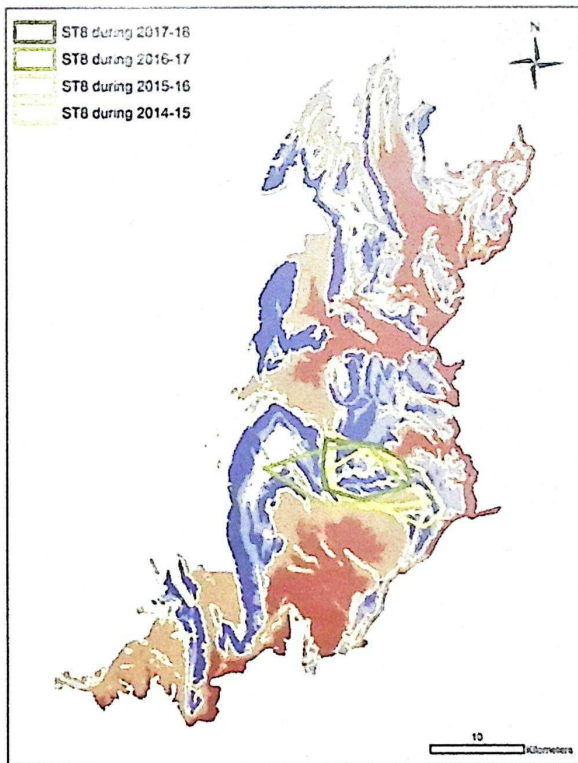 ST8 during 2017-18
ST8 during 2016-17
ST8 during 2015-16
ST8 during 2014-15
N
10
Kilometers